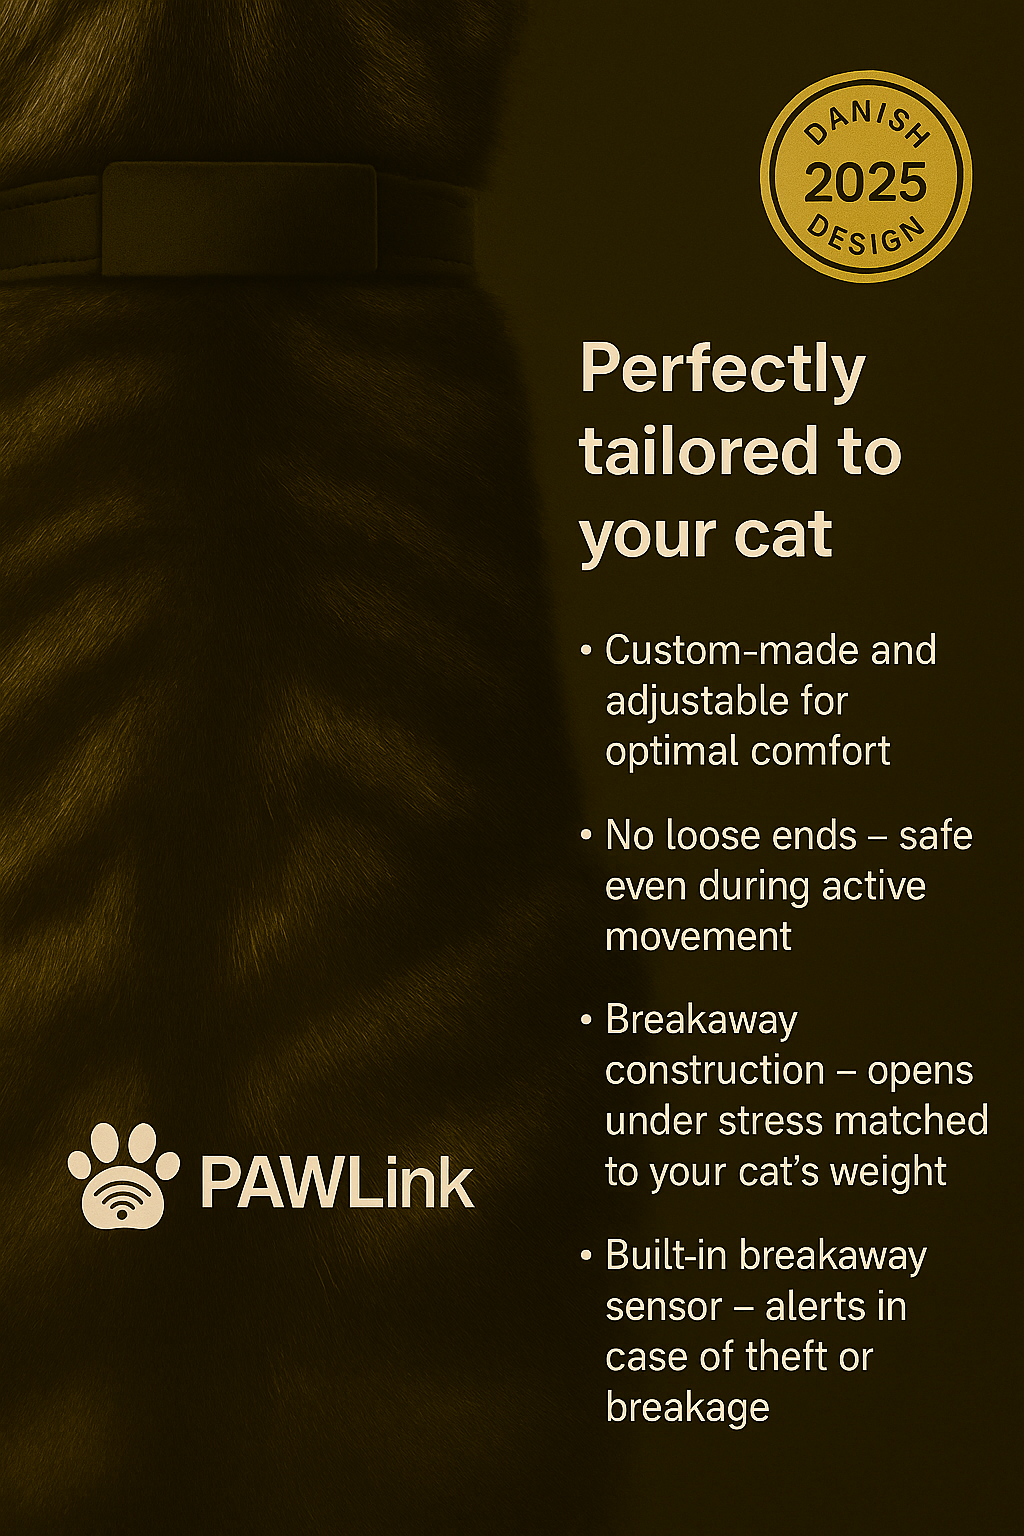 DANISH
2025
DESIGN
Perfectly
tailored to
your cat
• Custom-made and
adjustable for
optimal comfort
• No loose ends – safe
even during active
movement
• Breakaway
construction – opens
under stress matched
to your cat’s weight
• Built-in breakaway
sensor – alerts in
case of theft or
breakage
PAWLink